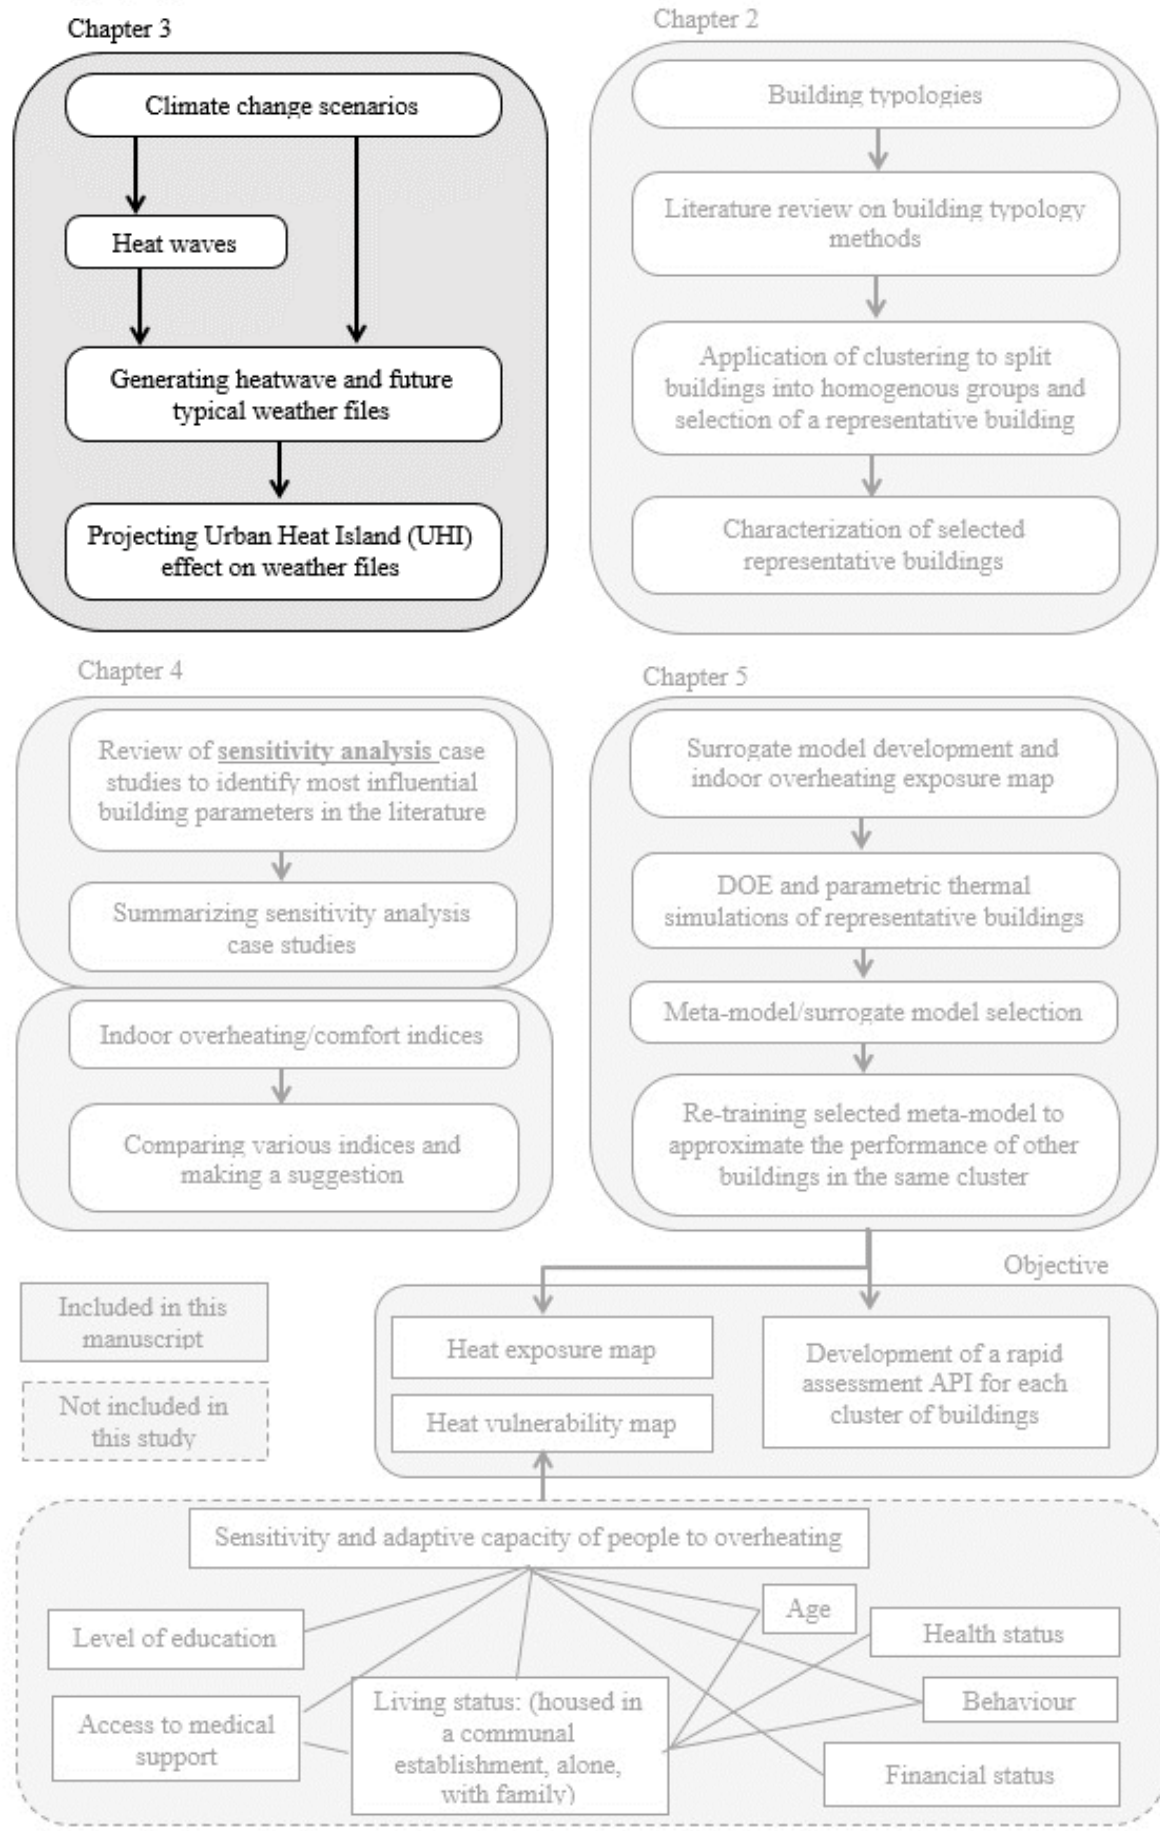 Chapter 3
Climate change scenarios
Heat waves
Generating heatwave and future
typical weather files
Projecting Urban Heat Island (UHI)
effect on weather files
Chapter 2
Building typologies
Literature review on building typology
methods
Application of clustering to split
buildings into homogenous groups and
selection of a representative building
Characterization of selected
representative buildings
Chapter 4
Review of sensitivity analysis case
studies to identify most influential
building parameters in the literature
Summarizing sensitivity analysis
case studies
Indoor overheating/comfort indices
Comparing various indices and
making a suggestion
Chapter 5
Surrogate model development and
indoor overheating exposure map
DOE and parametric thermal
simulations of representative buildings
Meta-model/surrogate model selection
Re-training selected meta-model to
approximate the performance of other
buildings in the same cluster
Objective
Included in this
manuscript
Not included in
this study
Heat exposure map
Heat vulnerability map
Development of a rapid
assessment API for each
cluster of buildings
Sensitivity and adaptive capacity of people to overheating
Level of education
Age
Health status
Access to medical
support
Living status: (housed in
a communal
establishment, alone,
with family)
Behaviour
Financial status